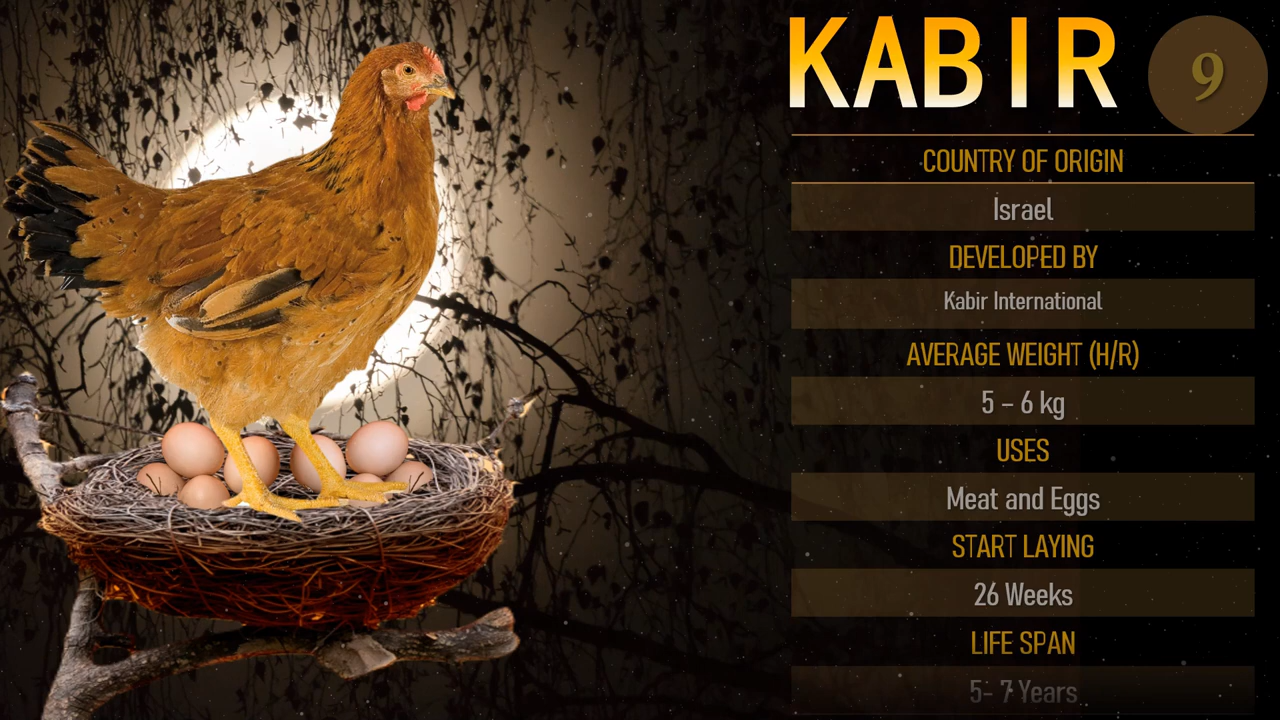 KABIR
9
COUNTRY OF ORIGIN
Israel
DEVELOPED BY
Kabir International
AVERAGE WEIGHT (H/R)
5 – 6 kg
USES
Meat and Eggs
START LAYING
26 Weeks
LIFE SPAN
5- 7 Years